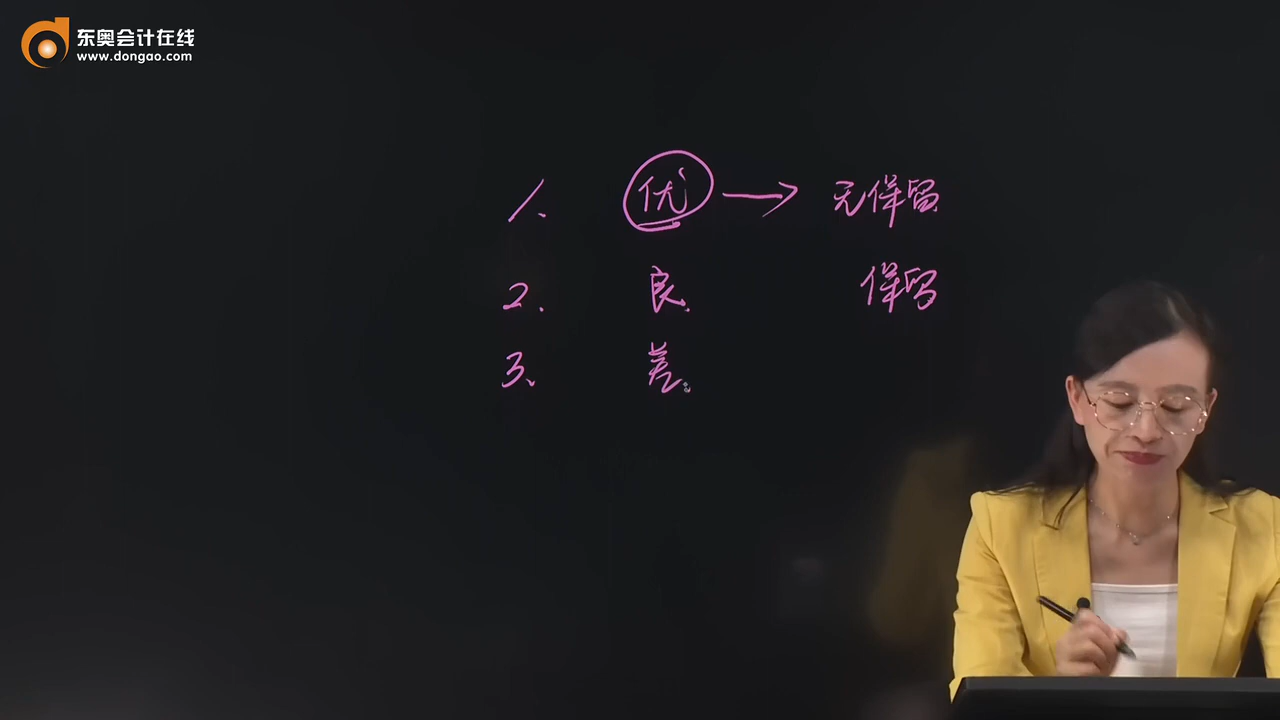 东奥会计在线
www.dongao.com
1、 优 → 无保留
2、 良 保留
3、 差